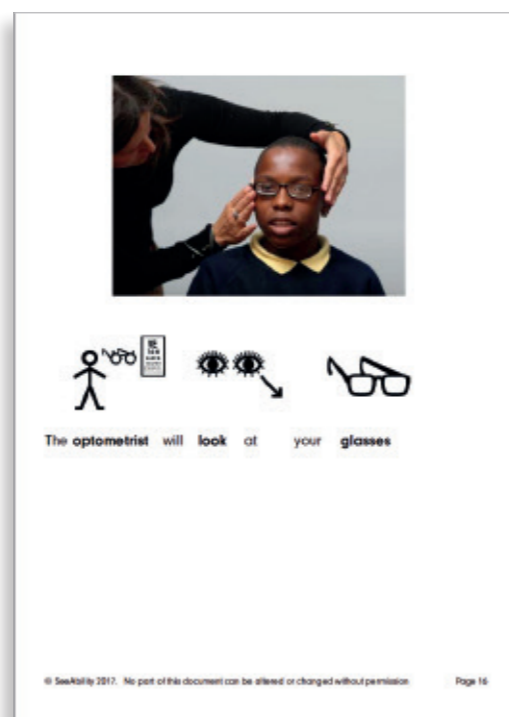 The optometrist will look at your glasses
© SeeAbility 2017. No part of this document can be altered or changed without permission Page 16